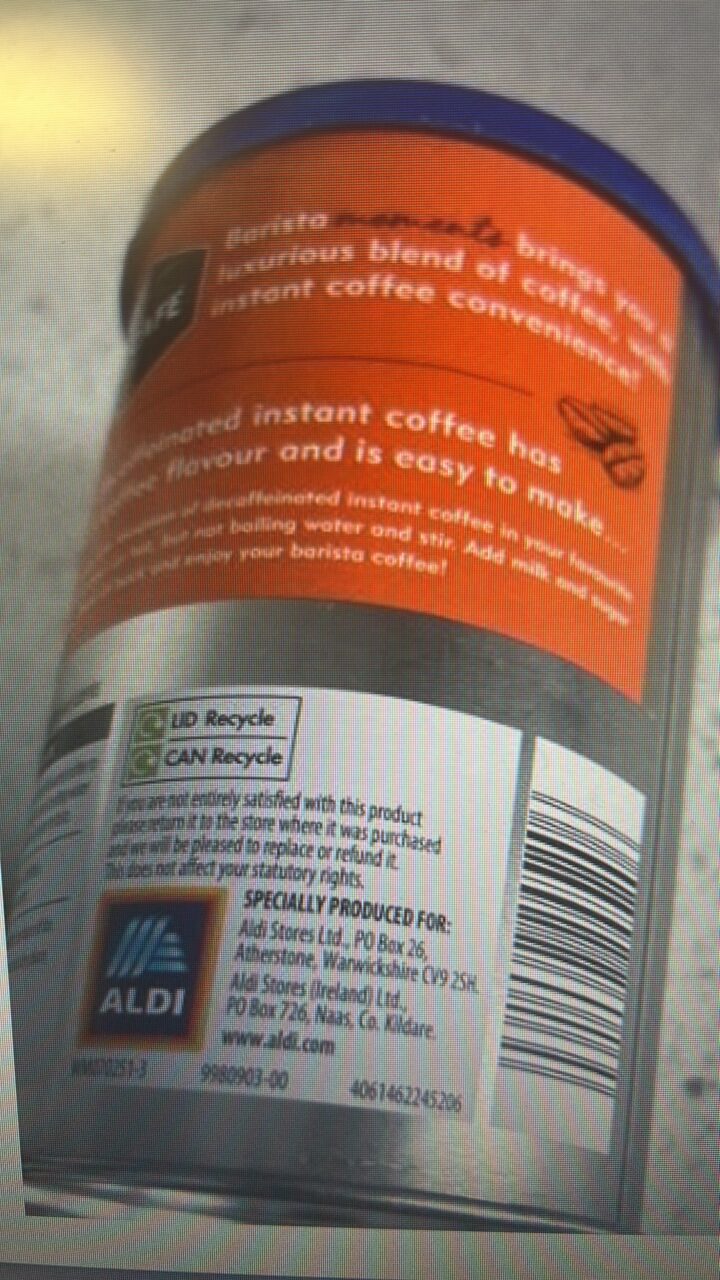 Barista moments brings you a
luxurious blend of coffee, with
instant coffee convenience!
CAFÉ
instant coffee has
coffee flavour and is easy to make...
of decaffeinated instant coffee in your favourite
hot, but not boiling water and stir. Add milk and sugar
back and enjoy your barista coffee!
LID Recycle
CAN Recycle
If you are not entirely satisfied with this product
please return it to the store where it was purchased
and we will be pleased to replace or refund it.
This does not affect your statutory rights.
SPECIALLY PRODUCED FOR:
Aldi Stores Ltd., PO Box 26,
Atherstone, Warwickshire CV9 2SH.
Aldi Stores (Ireland) Ltd.,
PO Box 726, Naas, Co. Kildare.
www.aldi.com
ALDI
9980903-00
4061462245206